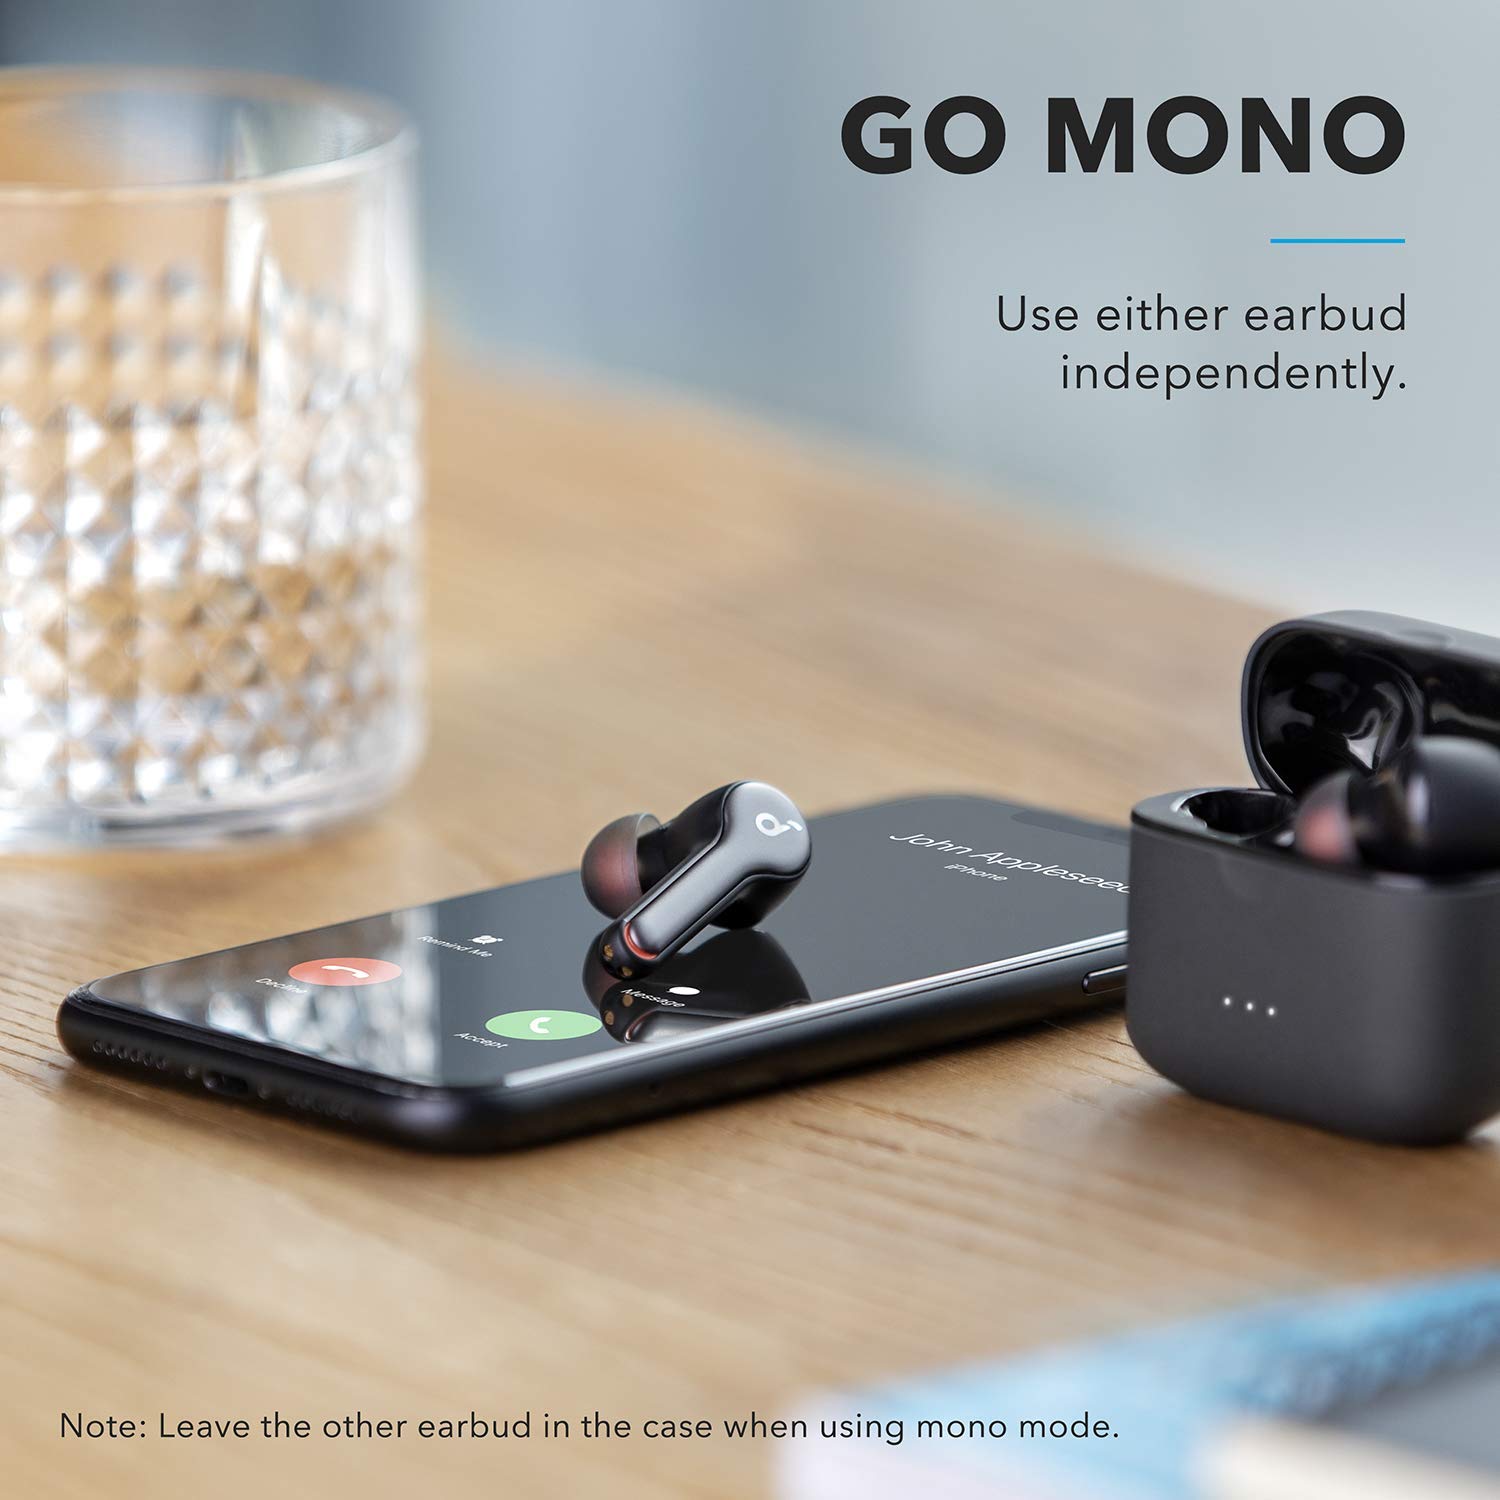 GO MONO
Use either earbud
independently.
John Appleseed
iPhone
Remind Me
Decline
Message
Accept
Note: Leave the other earbud in the case when using mono mode.